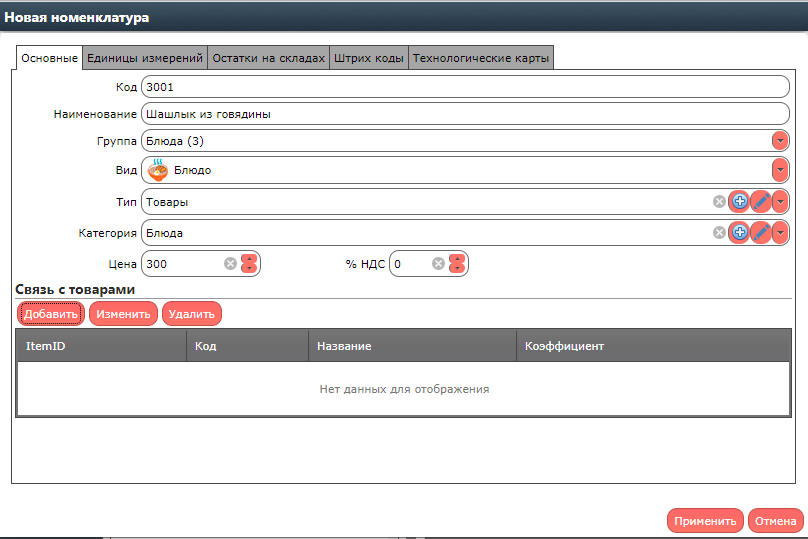 Новая номенклатура
Основные Единицы измерений Остатки на складах Штрих коды Технологические карты
Код 3001
Наименование Шашлык из говядины
Группа Блюда (3)
Вид Блюдо
Тип Товары
Категория Блюда
Цена 300 % НДС 0
Связь с товарами
Добавить Изменить Удалить
ItemID Код Название Коэффициент
Нет данных для отображения
Применить Отмена